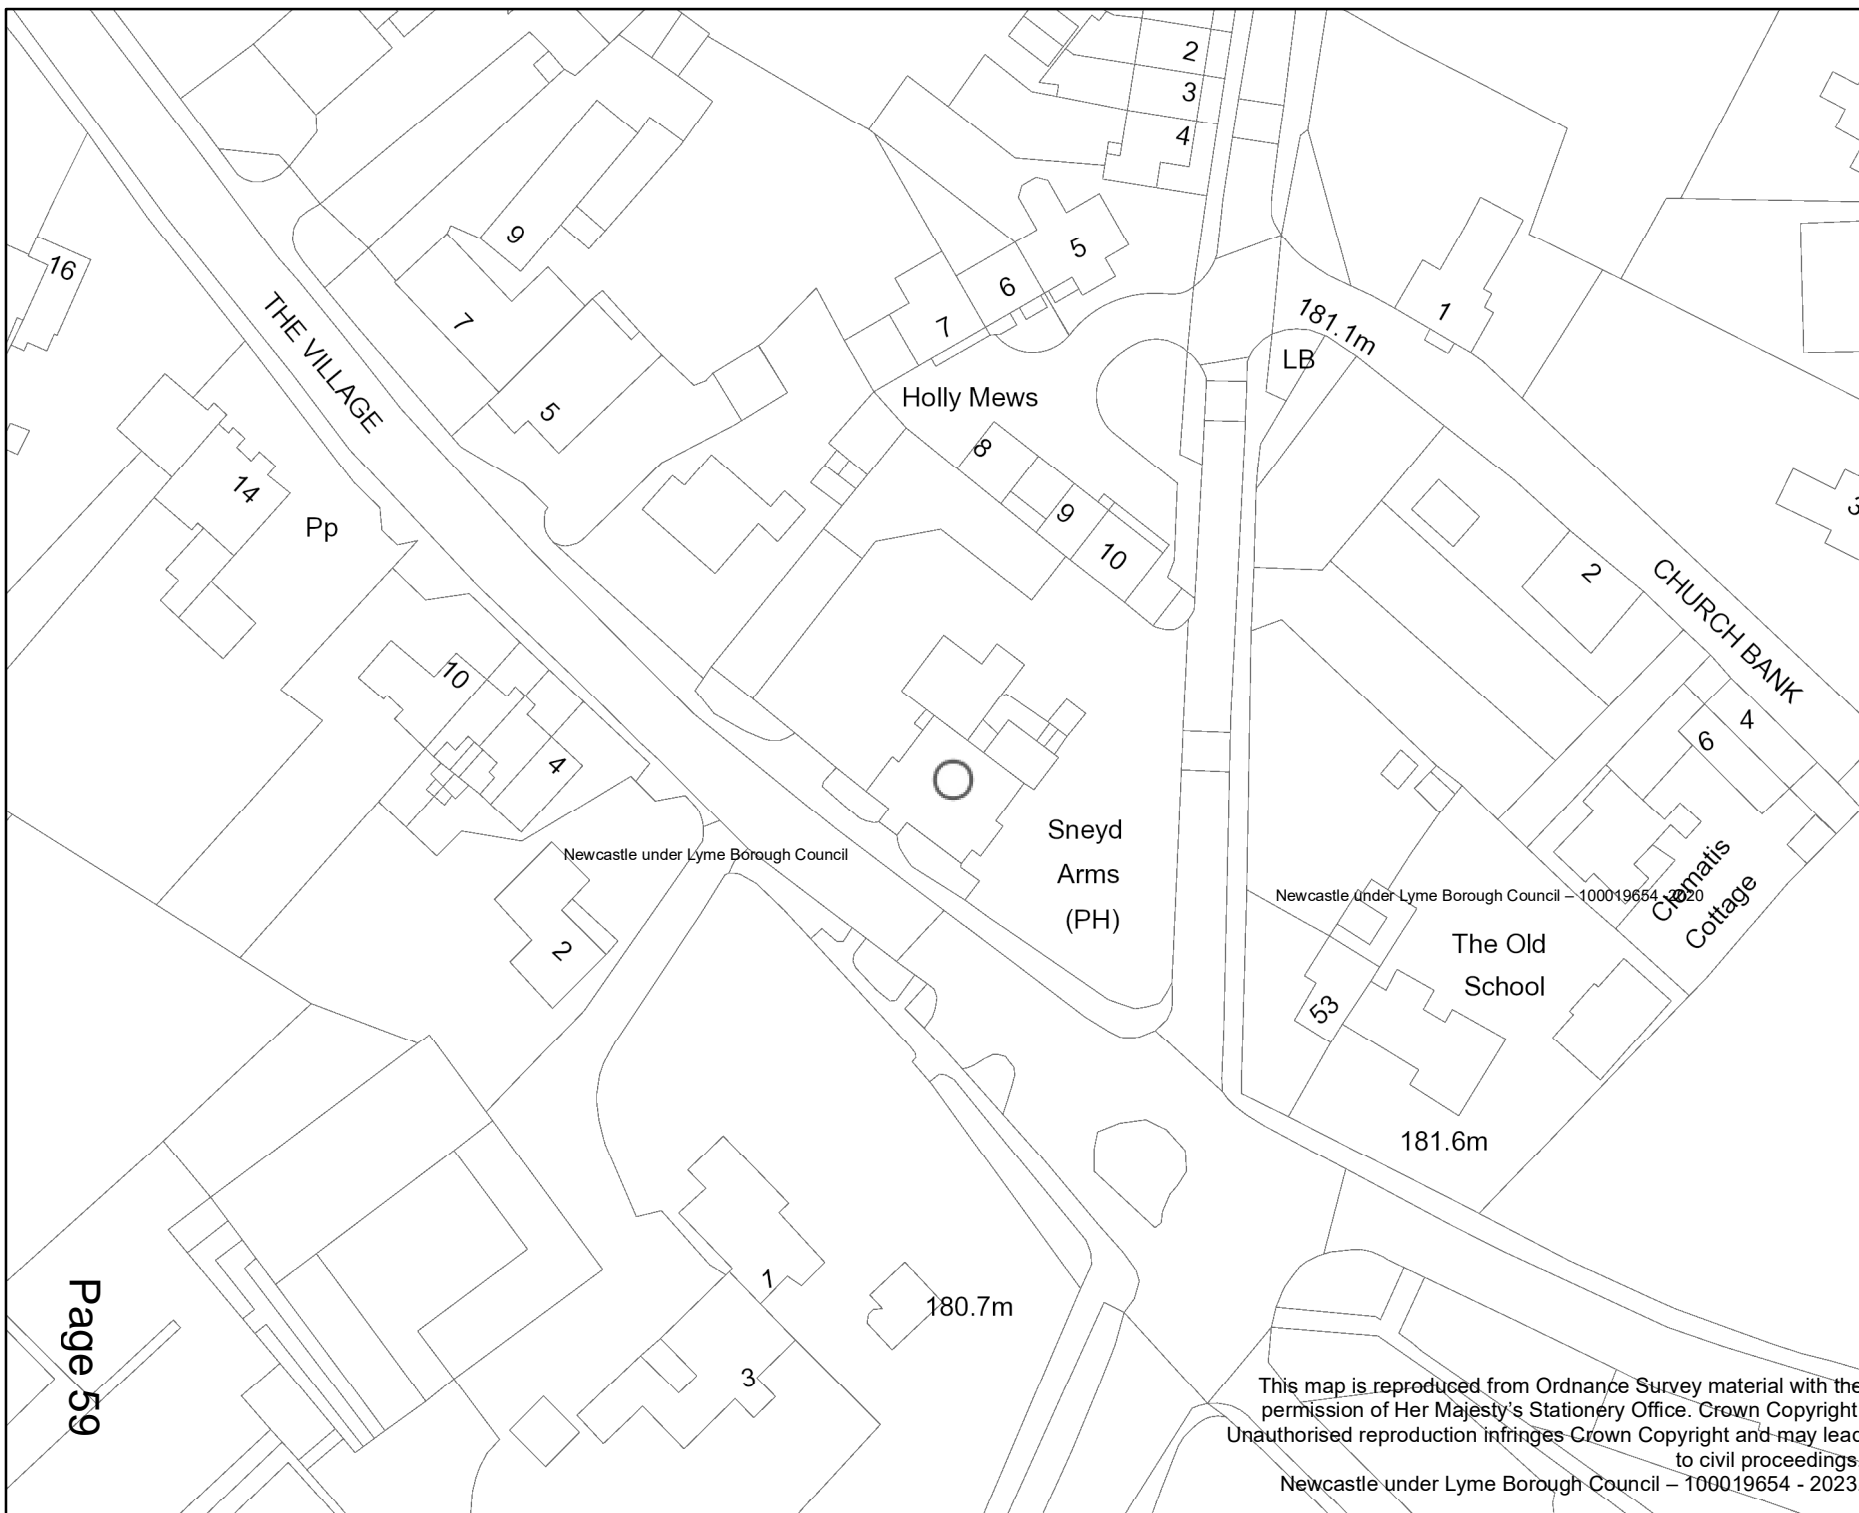 2
3
4
9
5
16
6
1
7
7
THE VILLAGE
181.1m
LB
Holly Mews
5
8
14
3
9
Pp
10
2
CHURCH BANK
10
4
6
4
Sneyd
Arms
(PH)
Newcastle under Lyme Borough Council
Newcastle under Lyme Borough Council – 100019654 - 2020
Clematis
Cottage
2
The Old
School
53
181.6m
1
180.7m
3
Page 59
This map is reproduced from Ordnance Survey material with the
permission of Her Majesty's Stationery Office. Crown Copyright.
Unauthorised reproduction infringes Crown Copyright and may lead
to civil proceedings.
Newcastle under Lyme Borough Council – 100019654 - 2023.